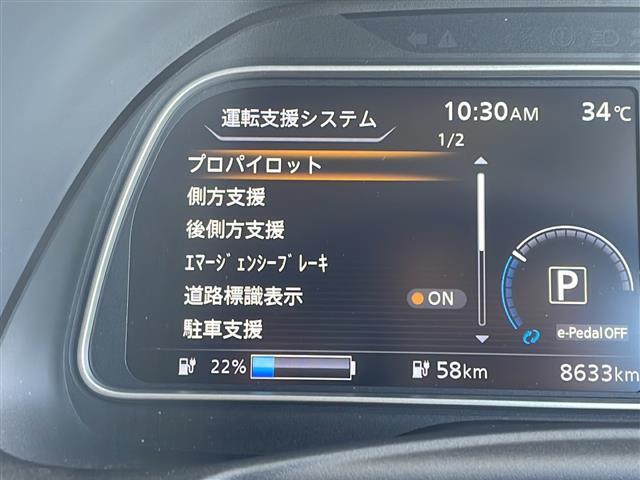 運転支援システム
10:30AM 34℃
1/2
プロパイロット
側方支援
後側方支援
ｴﾏｰｼﾞｪﾝｼｰﾌﾞﾚｰｷ
道路標識表示 ON
駐車支援
P
e-Pedal OFF
22% 58km 8633km